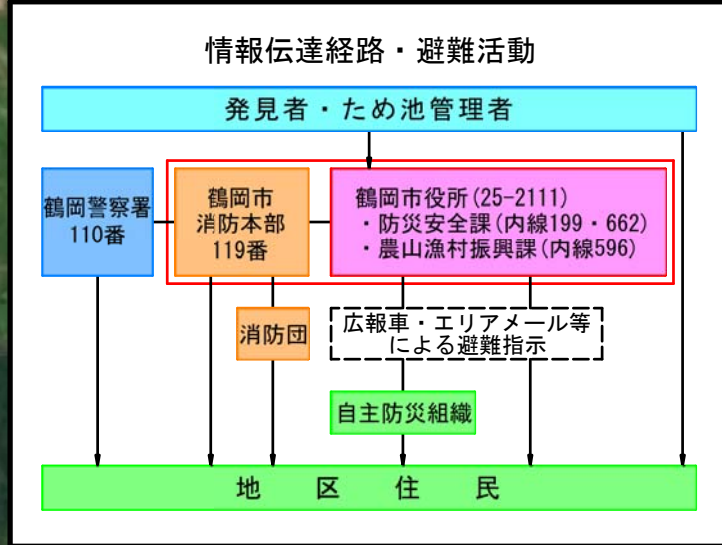 情報伝達経路・避難活動
発見者・ため池管理者
鶴岡警察署
110番
鶴岡市
消防本部
119番
鶴岡市役所(25-2111)
・防災安全課(内線199・662)
・農山漁村振興課(内線596)
消防団
広報車・エリアメール等
による避難指示
自主防災組織
地区住民